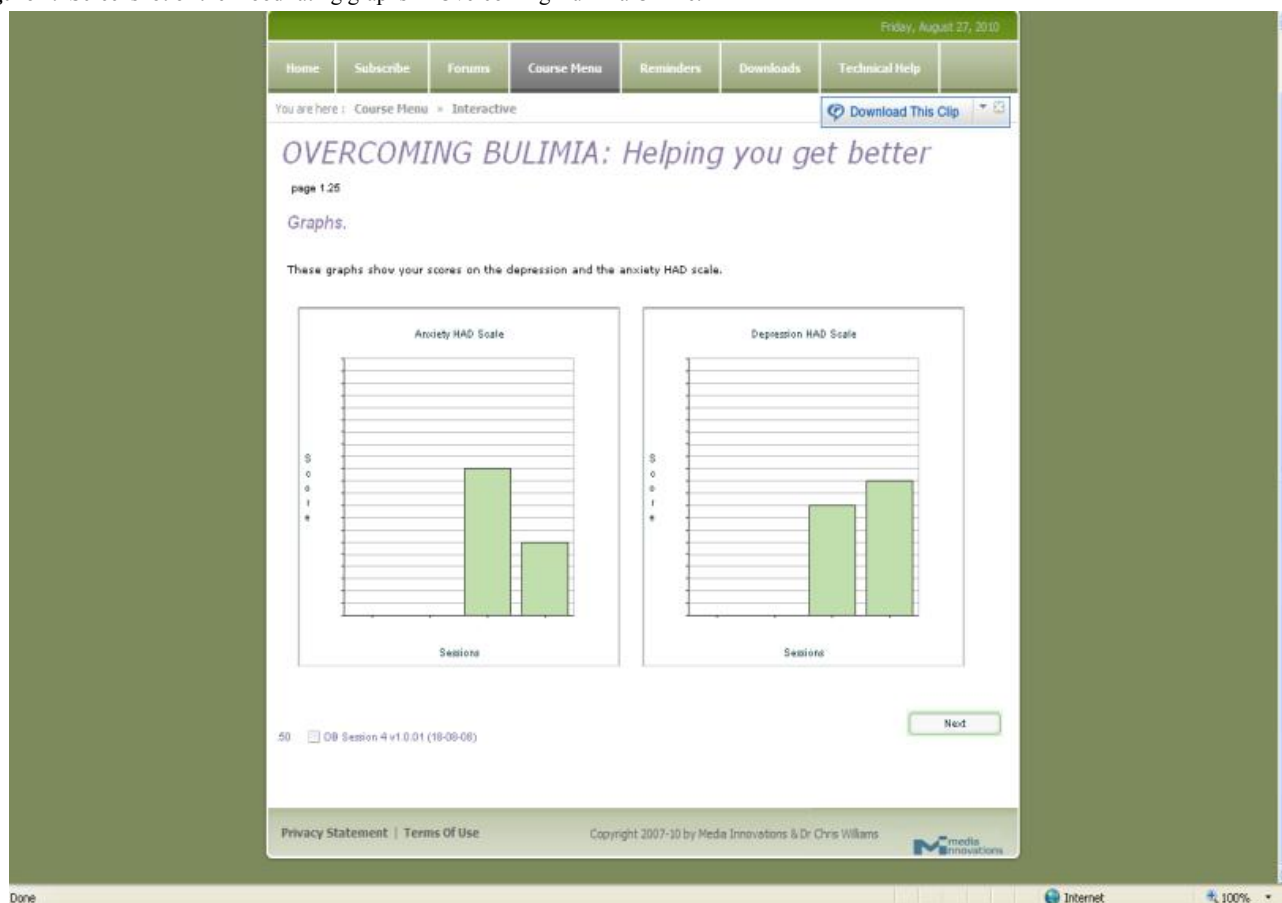 Friday, August 27, 2010
Home Subscribe Forums Course Menu Reminders Downloads Technical Help
You are here : Course Menu » Interactive
Download This Clip
OVERCOMING BULIMIA: Helping you get better
page 1.25
Graphs.
These graphs show your scores on the depression and the anxiety HAD scale.
Anxiety HAD Scale
Score
Sessions
Depression HAD Scale
Score
Sessions
Next
50 OB Session 4 v1.0.01 (18-08-08)
Privacy Statement | Terms Of Use
Copyright 2007-10 by Media Innovations & Dr Chris Williams
media
innovations
Done Internet 100%